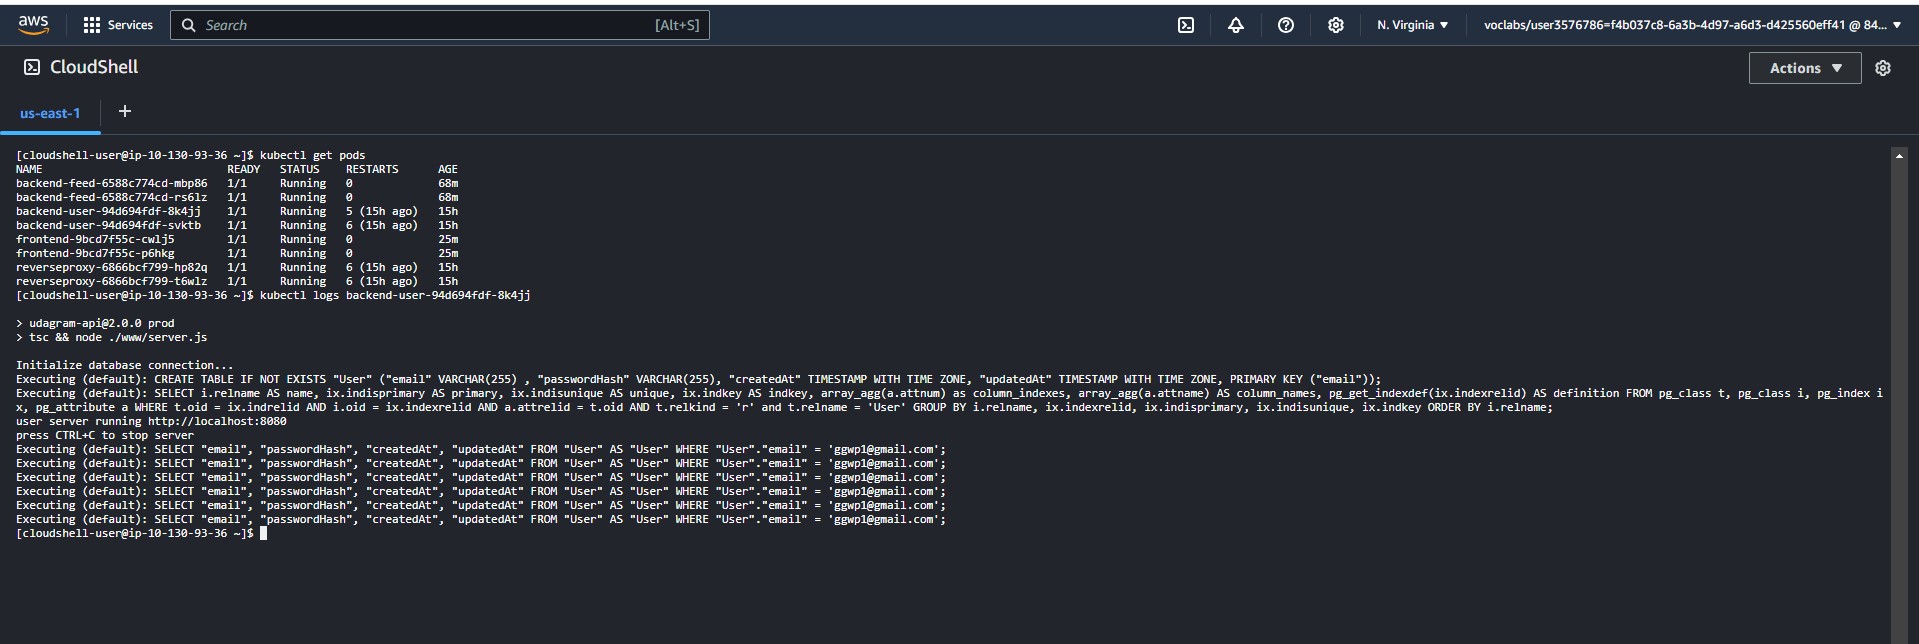 aws
Services
Search
[Alt+S]
N. Virginia ▼
voclabs/user3576786=f4b037c8-6a3b-4d97-a6d3-d425560eff41 @ 84... ▼
CloudShell
Actions ▼
us-east-1
+
[cloudshell-user@ip-10-130-93-36 ~]$ kubectl get pods
NAME READY STATUS RESTARTS AGE
backend-feed-6588c774cd-mbp86 1/1 Running 0 68m
backend-feed-6588c774cd-rs6lz 1/1 Running 0 68m
backend-user-94d694fdf-8k4jj 1/1 Running 5 (15h ago) 15h
backend-user-94d694fdf-svktb 1/1 Running 6 (15h ago) 15h
frontend-9bcd7f55c-cwlj5 1/1 Running 0 25m
frontend-9bcd7f55c-p6hkg 1/1 Running 0 25m
reverseproxy-6866bcf799-hp82q 1/1 Running 6 (15h ago) 15h
reverseproxy-6866bcf799-t6wlz 1/1 Running 6 (15h ago) 15h
[cloudshell-user@ip-10-130-93-36 ~]$ kubectl logs backend-user-94d694fdf-8k4jj
> udagram-api@2.0.0 prod
> tsc && node ./www/server.js
Initialize database connection...
Executing (default): CREATE TABLE IF NOT EXISTS "User" ("email" VARCHAR(255) , "passwordHash" VARCHAR(255), "createdAt" TIMESTAMP WITH TIME ZONE, "updatedAt" TIMESTAMP WITH TIME ZONE, PRIMARY KEY ("email"));
Executing (default): SELECT i.relname AS name, ix.indisprimary AS primary, ix.indisunique AS unique, ix.indkey AS indkey, array_agg(a.attnum) as column_indexes, array_agg(a.attname) AS column_names, pg_get_indexdef(ix.indexrelid) AS definition FROM pg_class t, pg_class i, pg_index i
x, pg_attribute a WHERE t.oid = ix.indrelid AND i.oid = ix.indexrelid AND a.attrelid = t.oid AND t.relkind = 'r' and t.relname = 'User' GROUP BY i.relname, ix.indexrelid, ix.indisprimary, ix.indisunique, ix.indkey ORDER BY i.relname;
user server running http://localhost:8080
press CTRL+C to stop server
Executing (default): SELECT "email", "passwordHash", "createdAt", "updatedAt" FROM "User" AS "User" WHERE "User"."email" = 'ggwp1@gmail.com';
Executing (default): SELECT "email", "passwordHash", "createdAt", "updatedAt" FROM "User" AS "User" WHERE "User"."email" = 'ggwp1@gmail.com';
Executing (default): SELECT "email", "passwordHash", "createdAt", "updatedAt" FROM "User" AS "User" WHERE "User"."email" = 'ggwp1@gmail.com';
Executing (default): SELECT "email", "passwordHash", "createdAt", "updatedAt" FROM "User" AS "User" WHERE "User"."email" = 'ggwp1@gmail.com';
Executing (default): SELECT "email", "passwordHash", "createdAt", "updatedAt" FROM "User" AS "User" WHERE "User"."email" = 'ggwp1@gmail.com';
Executing (default): SELECT "email", "passwordHash", "createdAt", "updatedAt" FROM "User" AS "User" WHERE "User"."email" = 'ggwp1@gmail.com';
[cloudshell-user@ip-10-130-93-36 ~]$